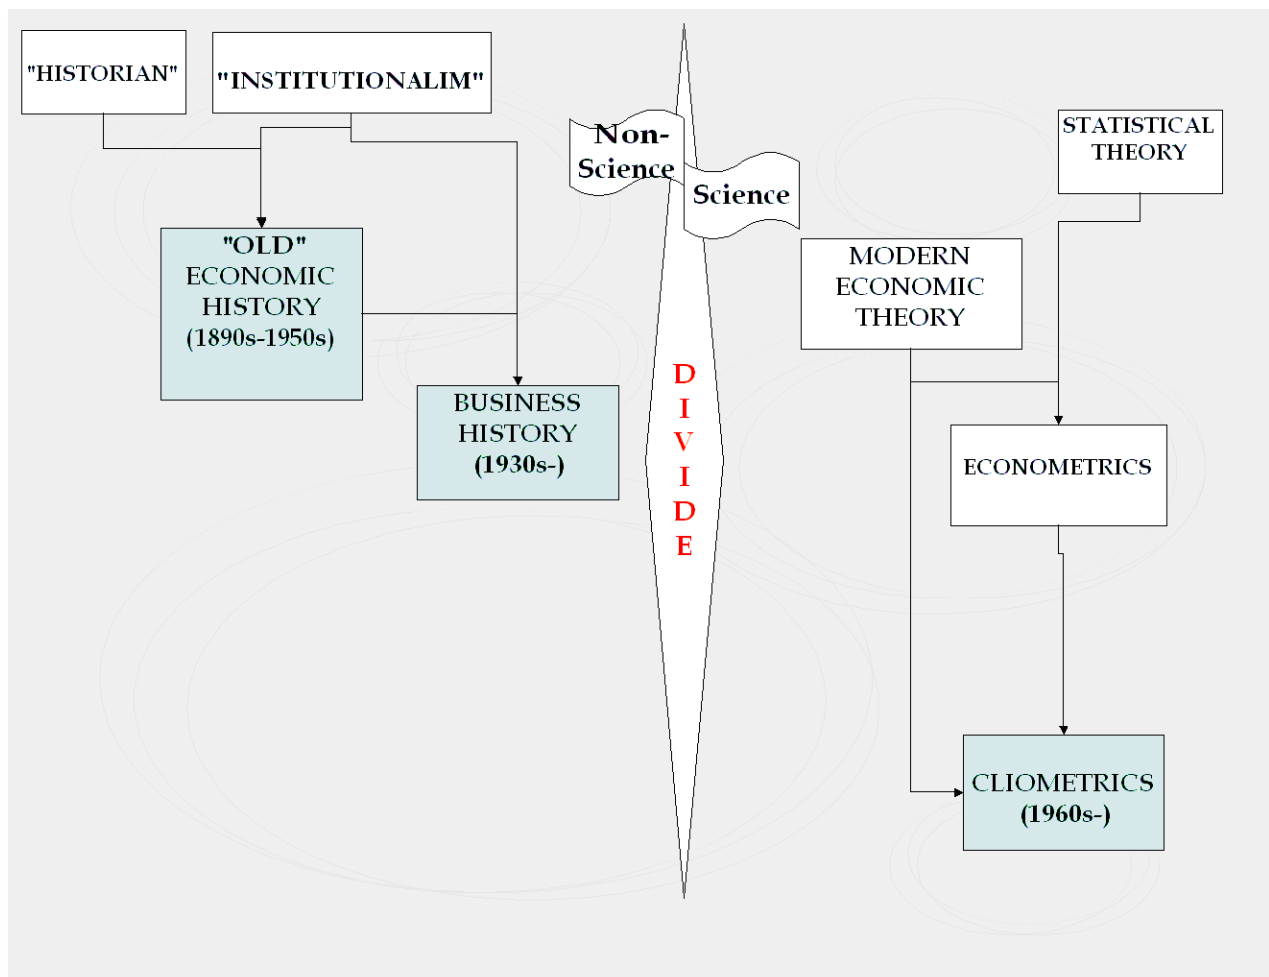 "HISTORIAN"
"INSTITUTIONALIM"
Non-
Science
Science
STATISTICAL
THEORY
"OLD"
ECONOMIC
HISTORY
(1890s-1950s)
MODERN
ECONOMIC
THEORY
BUSINESS
HISTORY
(1930s-)
D
I
V
I
D
E
ECONOMETRICS
CLIOMETRICS
(1960s-)